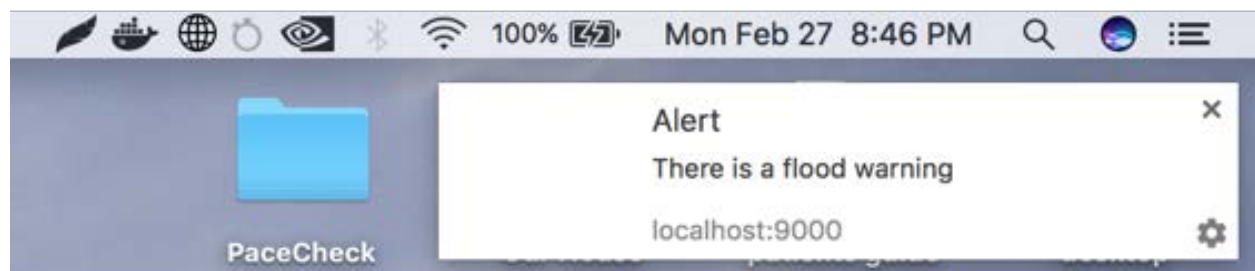 100% Mon Feb 27 8:46 PM
Alert
There is a flood warning
localhost:9000
PaceCheck